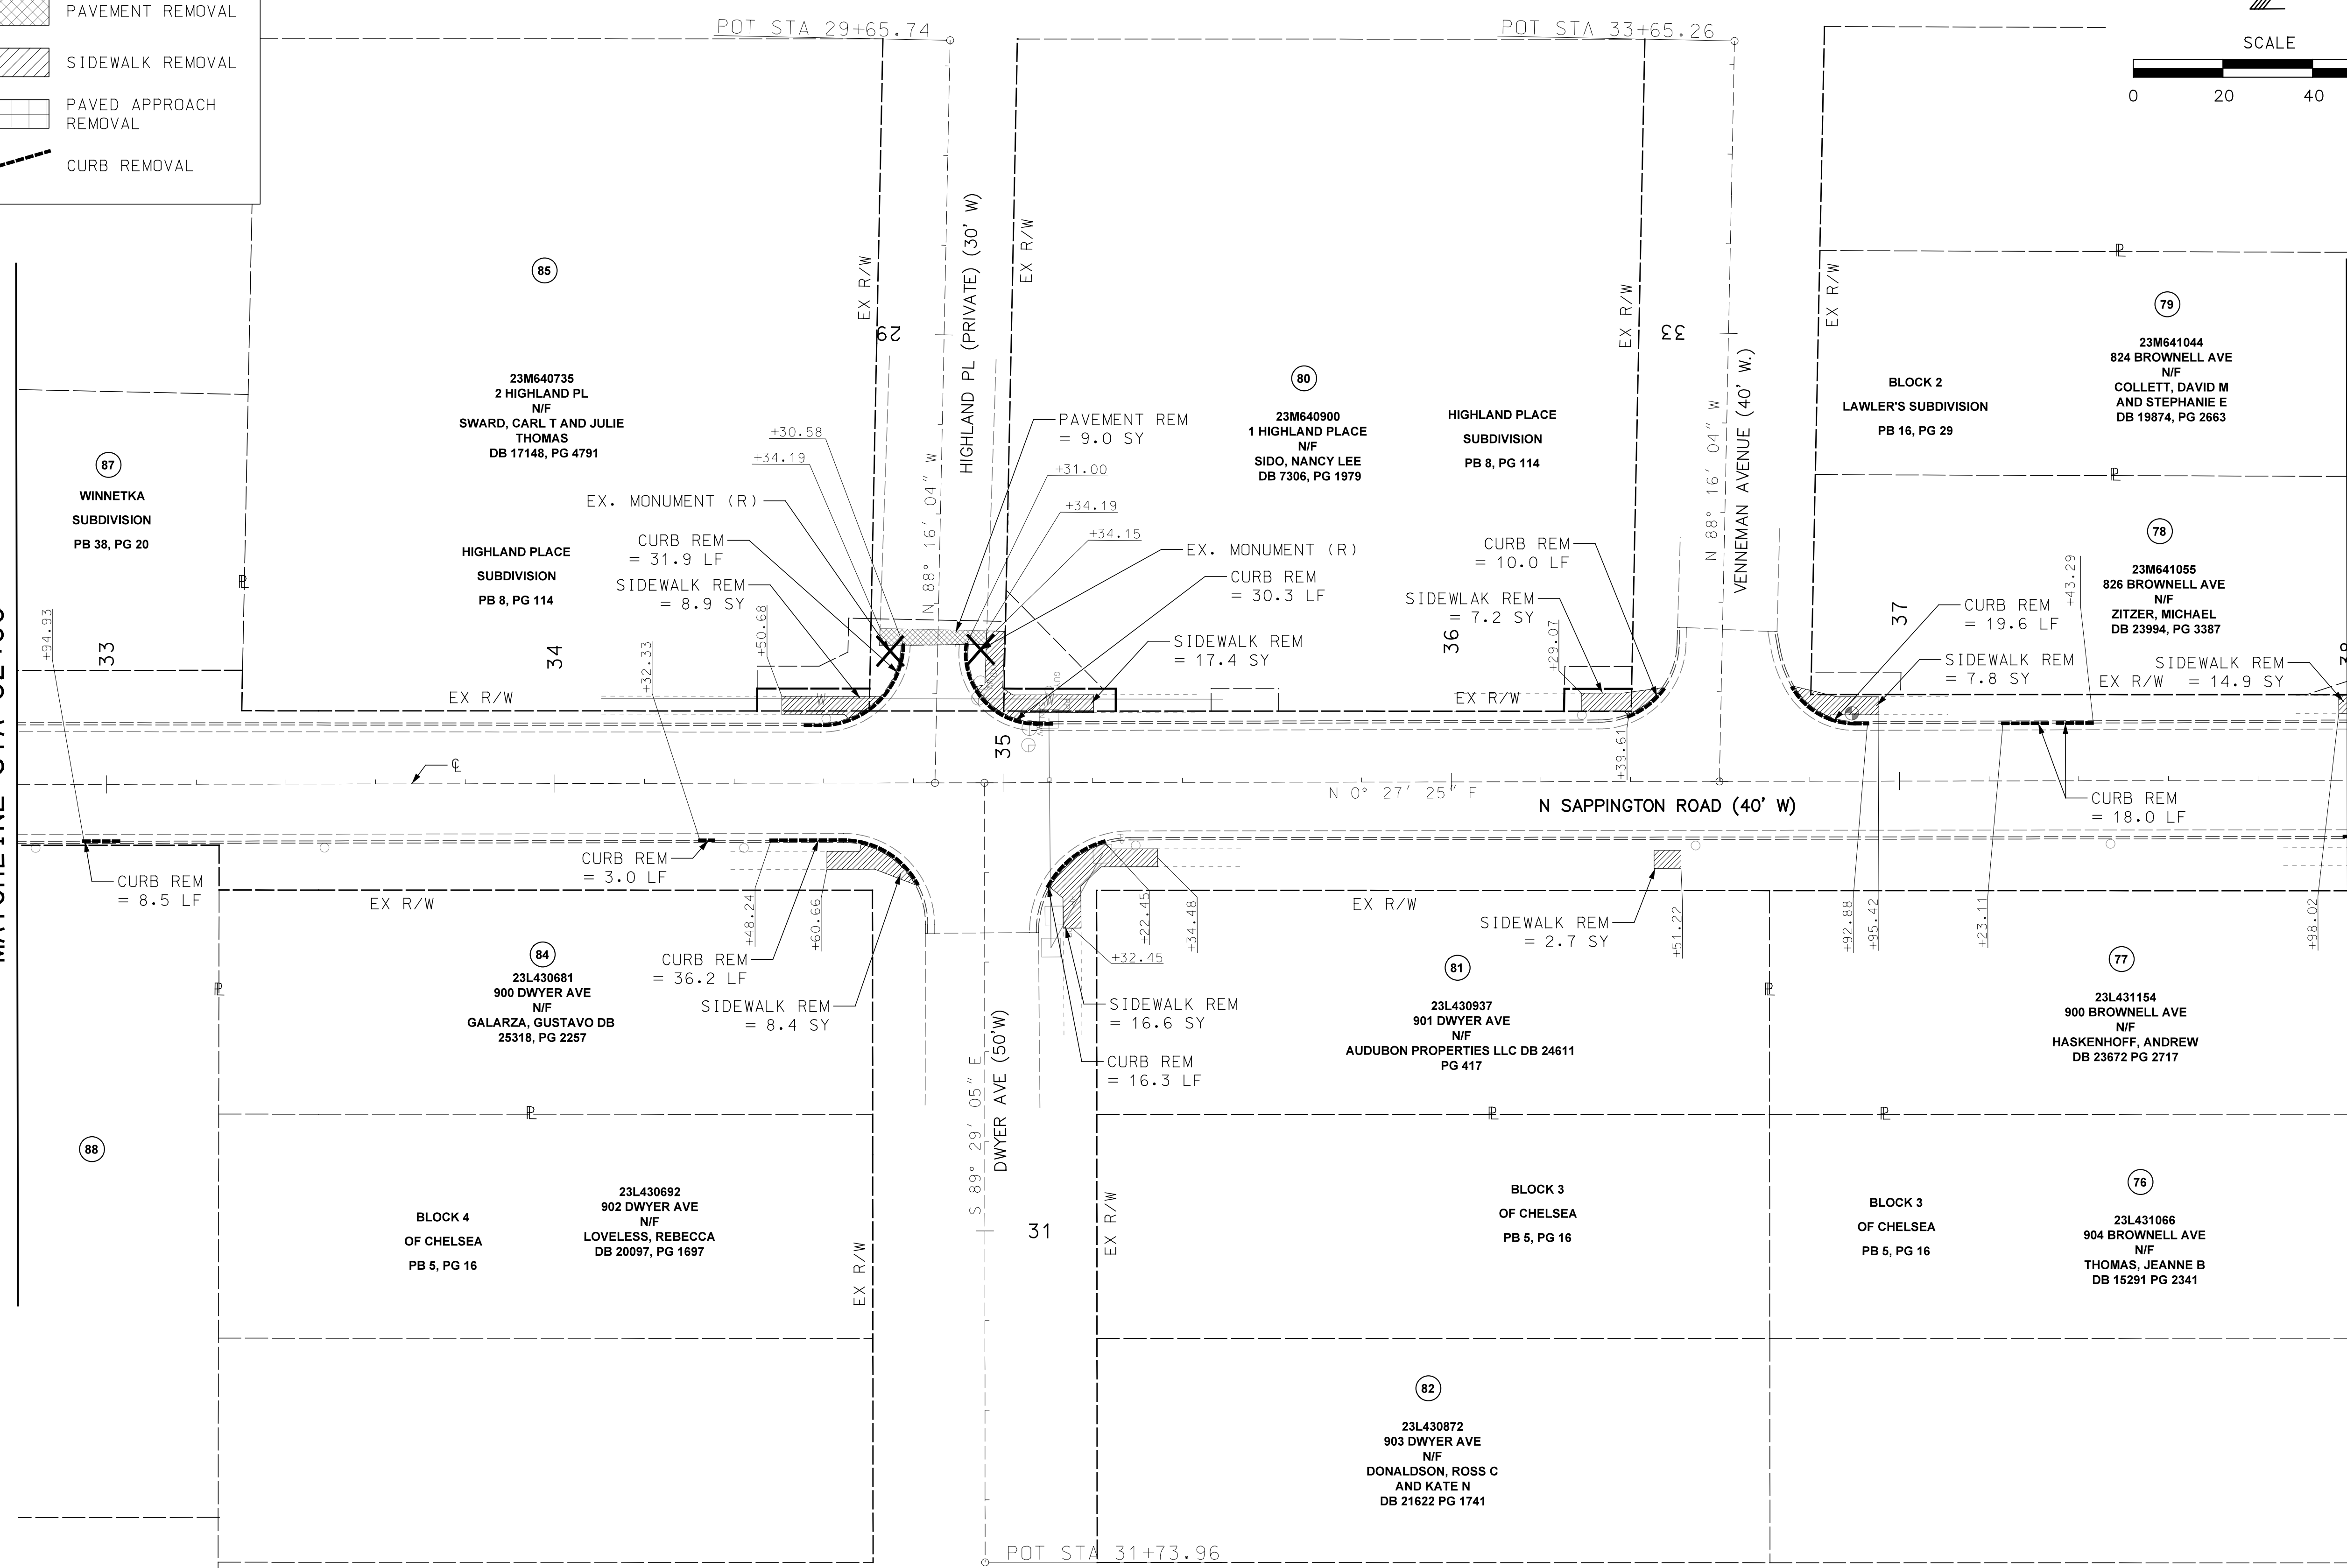 PAVEMENT REMOVAL
SIDEWALK REMOVAL
PAVED APPROACH
REMOVAL
CURB REMOVAL
POT STA 29+65.74
POT STA 33+65.26
SCALE
0 20 40
85
23M640735
2 HIGHLAND PL
N/F
SWARD, CARL T AND JULIE
THOMAS
DB 17148, PG 4791
HIGHLAND PLACE
SUBDIVISION
PB 8, PG 114
87
WINNETKA
SUBDIVISION
PB 38, PG 20
EX R/W
29
HIGHLAND PL (PRIVATE) (30' W)
N 88° 16' 04" W
EX R/W
80
23M640900
1 HIGHLAND PLACE
N/F
SIDO, NANCY LEE
DB 7306, PG 1979
HIGHLAND PLACE
SUBDIVISION
PB 8, PG 114
EX R/W
33
VENNEMAN AVENUE (40' W.)
N 88° 16' 04" W
EX R/W
79
23M641044
824 BROWNELL AVE
N/F
COLLETT, DAVID M
AND STEPHANIE E
DB 19874, PG 2663
BLOCK 2
LAWLER'S SUBDIVISION
PB 16, PG 29
78
23M641055
826 BROWNELL AVE
N/F
ZITZER, MICHAEL
DB 23994, PG 3387
+30.58
+34.19
EX. MONUMENT (R)
CURB REM
= 31.9 LF
SIDEWALK REM
= 8.9 SY
PAVEMENT REM
= 9.0 SY
+31.00
+34.19
+34.15
EX. MONUMENT (R)
CURB REM
= 30.3 LF
SIDEWALK REM
= 17.4 SY
CURB REM
= 10.0 LF
SIDEWLAK REM
= 7.2 SY
CURB REM
= 19.6 LF
SIDEWALK REM
= 7.8 SY
SIDEWALK REM
= 14.9 SY
+94.93
33
34
+32.33
+50.68
35
36
+29.07
+39.61
37
+43.29
EX R/W
EX R/W
EX R/W
N 0° 27' 25" E
N SAPPINGTON ROAD (40' W)
CURB REM
= 18.0 LF
CURB REM
= 8.5 LF
CURB REM
= 3.0 LF
EX R/W
+48.24
+60.66
CURB REM
= 36.2 LF
SIDEWALK REM
= 8.4 SY
84
23L430681
900 DWYER AVE
N/F
GALARZA, GUSTAVO DB
25318, PG 2257
+22.45
+34.48
+32.45
SIDEWALK REM
= 16.6 SY
CURB REM
= 16.3 LF
EX R/W
SIDEWALK REM
= 2.7 SY
+51.22
+92.88
+95.42
+23.11
+98.02
81
23L430937
901 DWYER AVE
N/F
AUDUBON PROPERTIES LLC DB 24611
PG 417
77
23L431154
900 BROWNELL AVE
N/F
HASKENHOFF, ANDREW
DB 23672 PG 2717
S 89° 29' 05" E
DWYER AVE (50'W)
88
BLOCK 4
OF CHELSEA
PB 5, PG 16
23L430692
902 DWYER AVE
N/F
LOVELESS, REBECCA
DB 20097, PG 1697
EX R/W
31
EX R/W
BLOCK 3
OF CHELSEA
PB 5, PG 16
BLOCK 3
OF CHELSEA
PB 5, PG 16
76
23L431066
904 BROWNELL AVE
N/F
THOMAS, JEANNE B
DB 15291 PG 2341
82
23L430872
903 DWYER AVE
N/F
DONALDSON, ROSS C
AND KATE N
DB 21622 PG 1741
POT STA 31+73.96